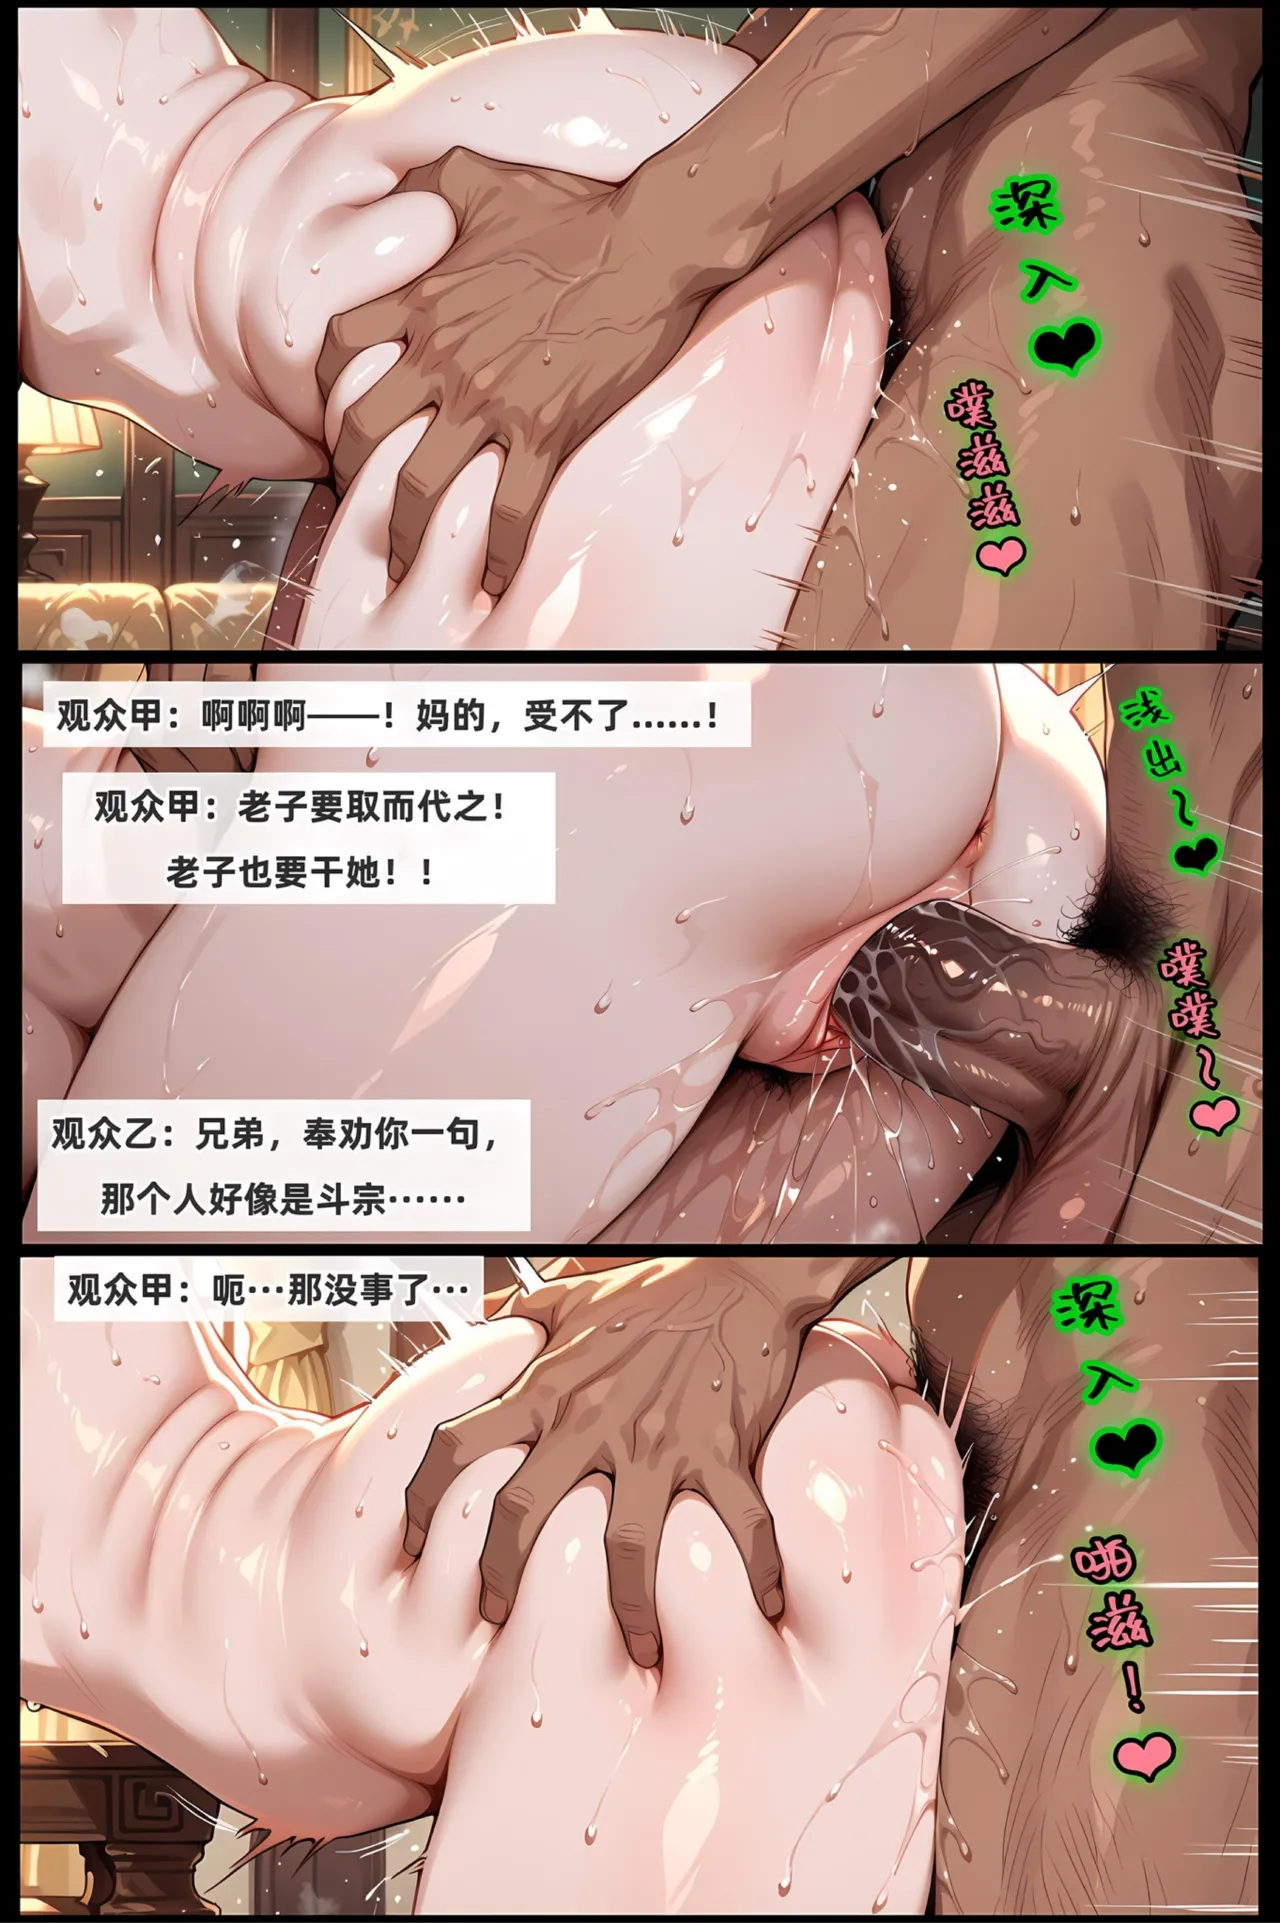 深入
噗滋滋
观众甲：啊啊啊——！妈的，受不了……！
观众甲：老子要取而代之！
老子也要干她！！
浅出~
噗噗~
观众乙：兄弟，奉劝你一句，
那个人好像是斗宗……
观众甲：呃…那没事了…
深入
啪滋！